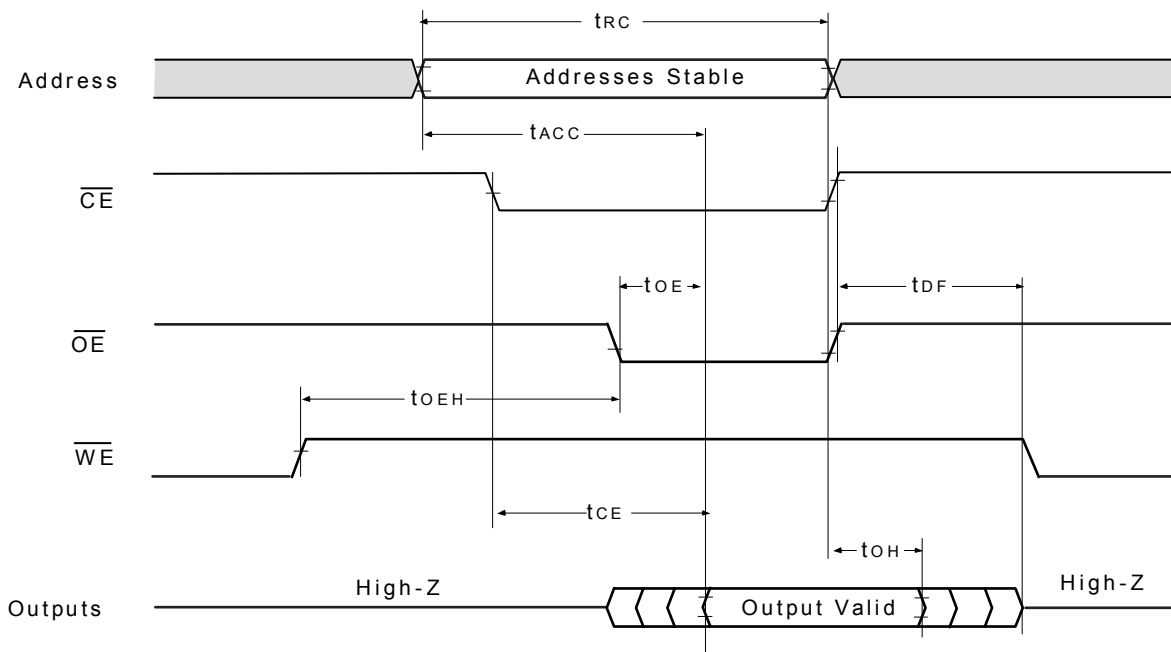 tRC
Address
Addresses Stable
tACC
CE
tOE
tDF
OE
tOEH
WE
tCE
tOH
High-Z
High-Z
Outputs
Output Valid